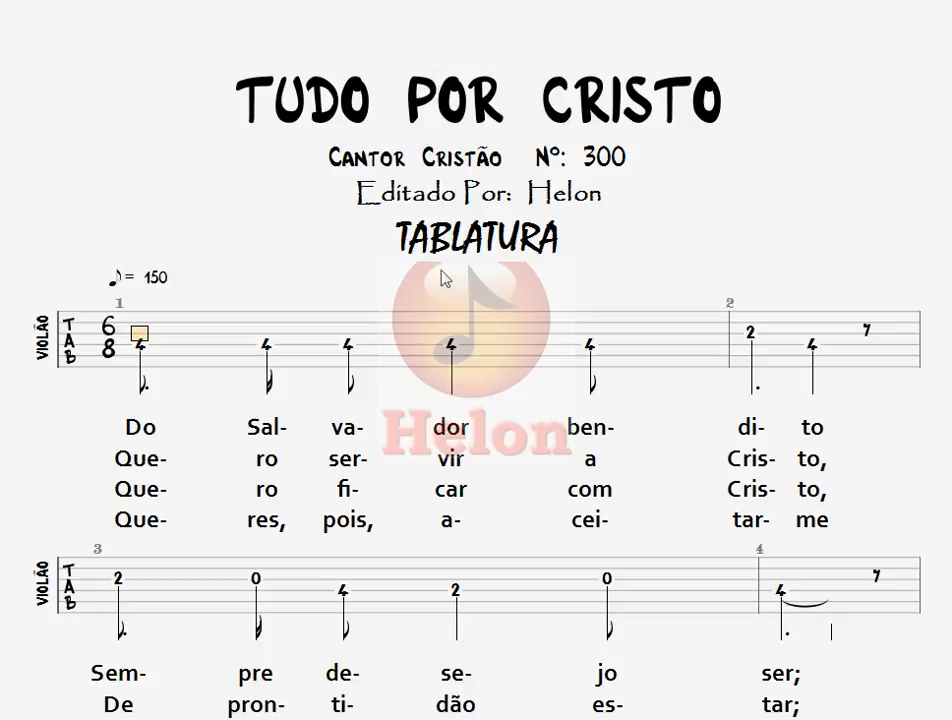 TUDO POR CRISTO
CANTOR CRISTÃO Nº: 300
Editado Por: Helon
TABLATURA
♪= 150
1 2
VIOLÃO TAB 6/8 4 4 4 4 4 2 4
Helon
Do Sal- va- dor ben- di- to
Que- ro ser- vir a Cris- to,
Que- ro fi- car com Cris- to,
Que- res, pois, a- cei- tar- me
3 4
VIOLÃO TAB 2 0 4 2 0 4
Sem- pre de- se- jo ser;
De pron- ti- dão es- tar;